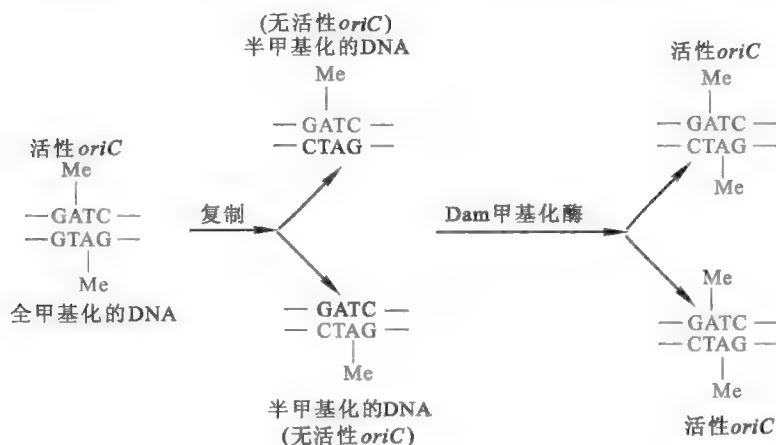 活性oriC
Me
—GATC—
—GTAG—
Me
全甲基化的DNA
复制
(无活性oriC)
半甲基化的DNA
Me
—GATC—
—CTAG—
—GATC—
—CTAG—
Me
半甲基化的DNA
(无活性oriC)
Dam甲基化酶
活性oriC
Me
—GATC—
—CTAG—
Me
Me
—GATC—
—CTAG—
Me
活性oriC